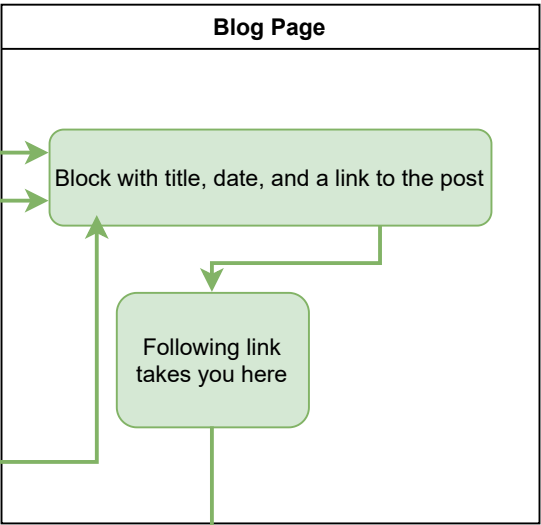 Blog Page
Block with title, date, and a link to the post
Following link
takes you here